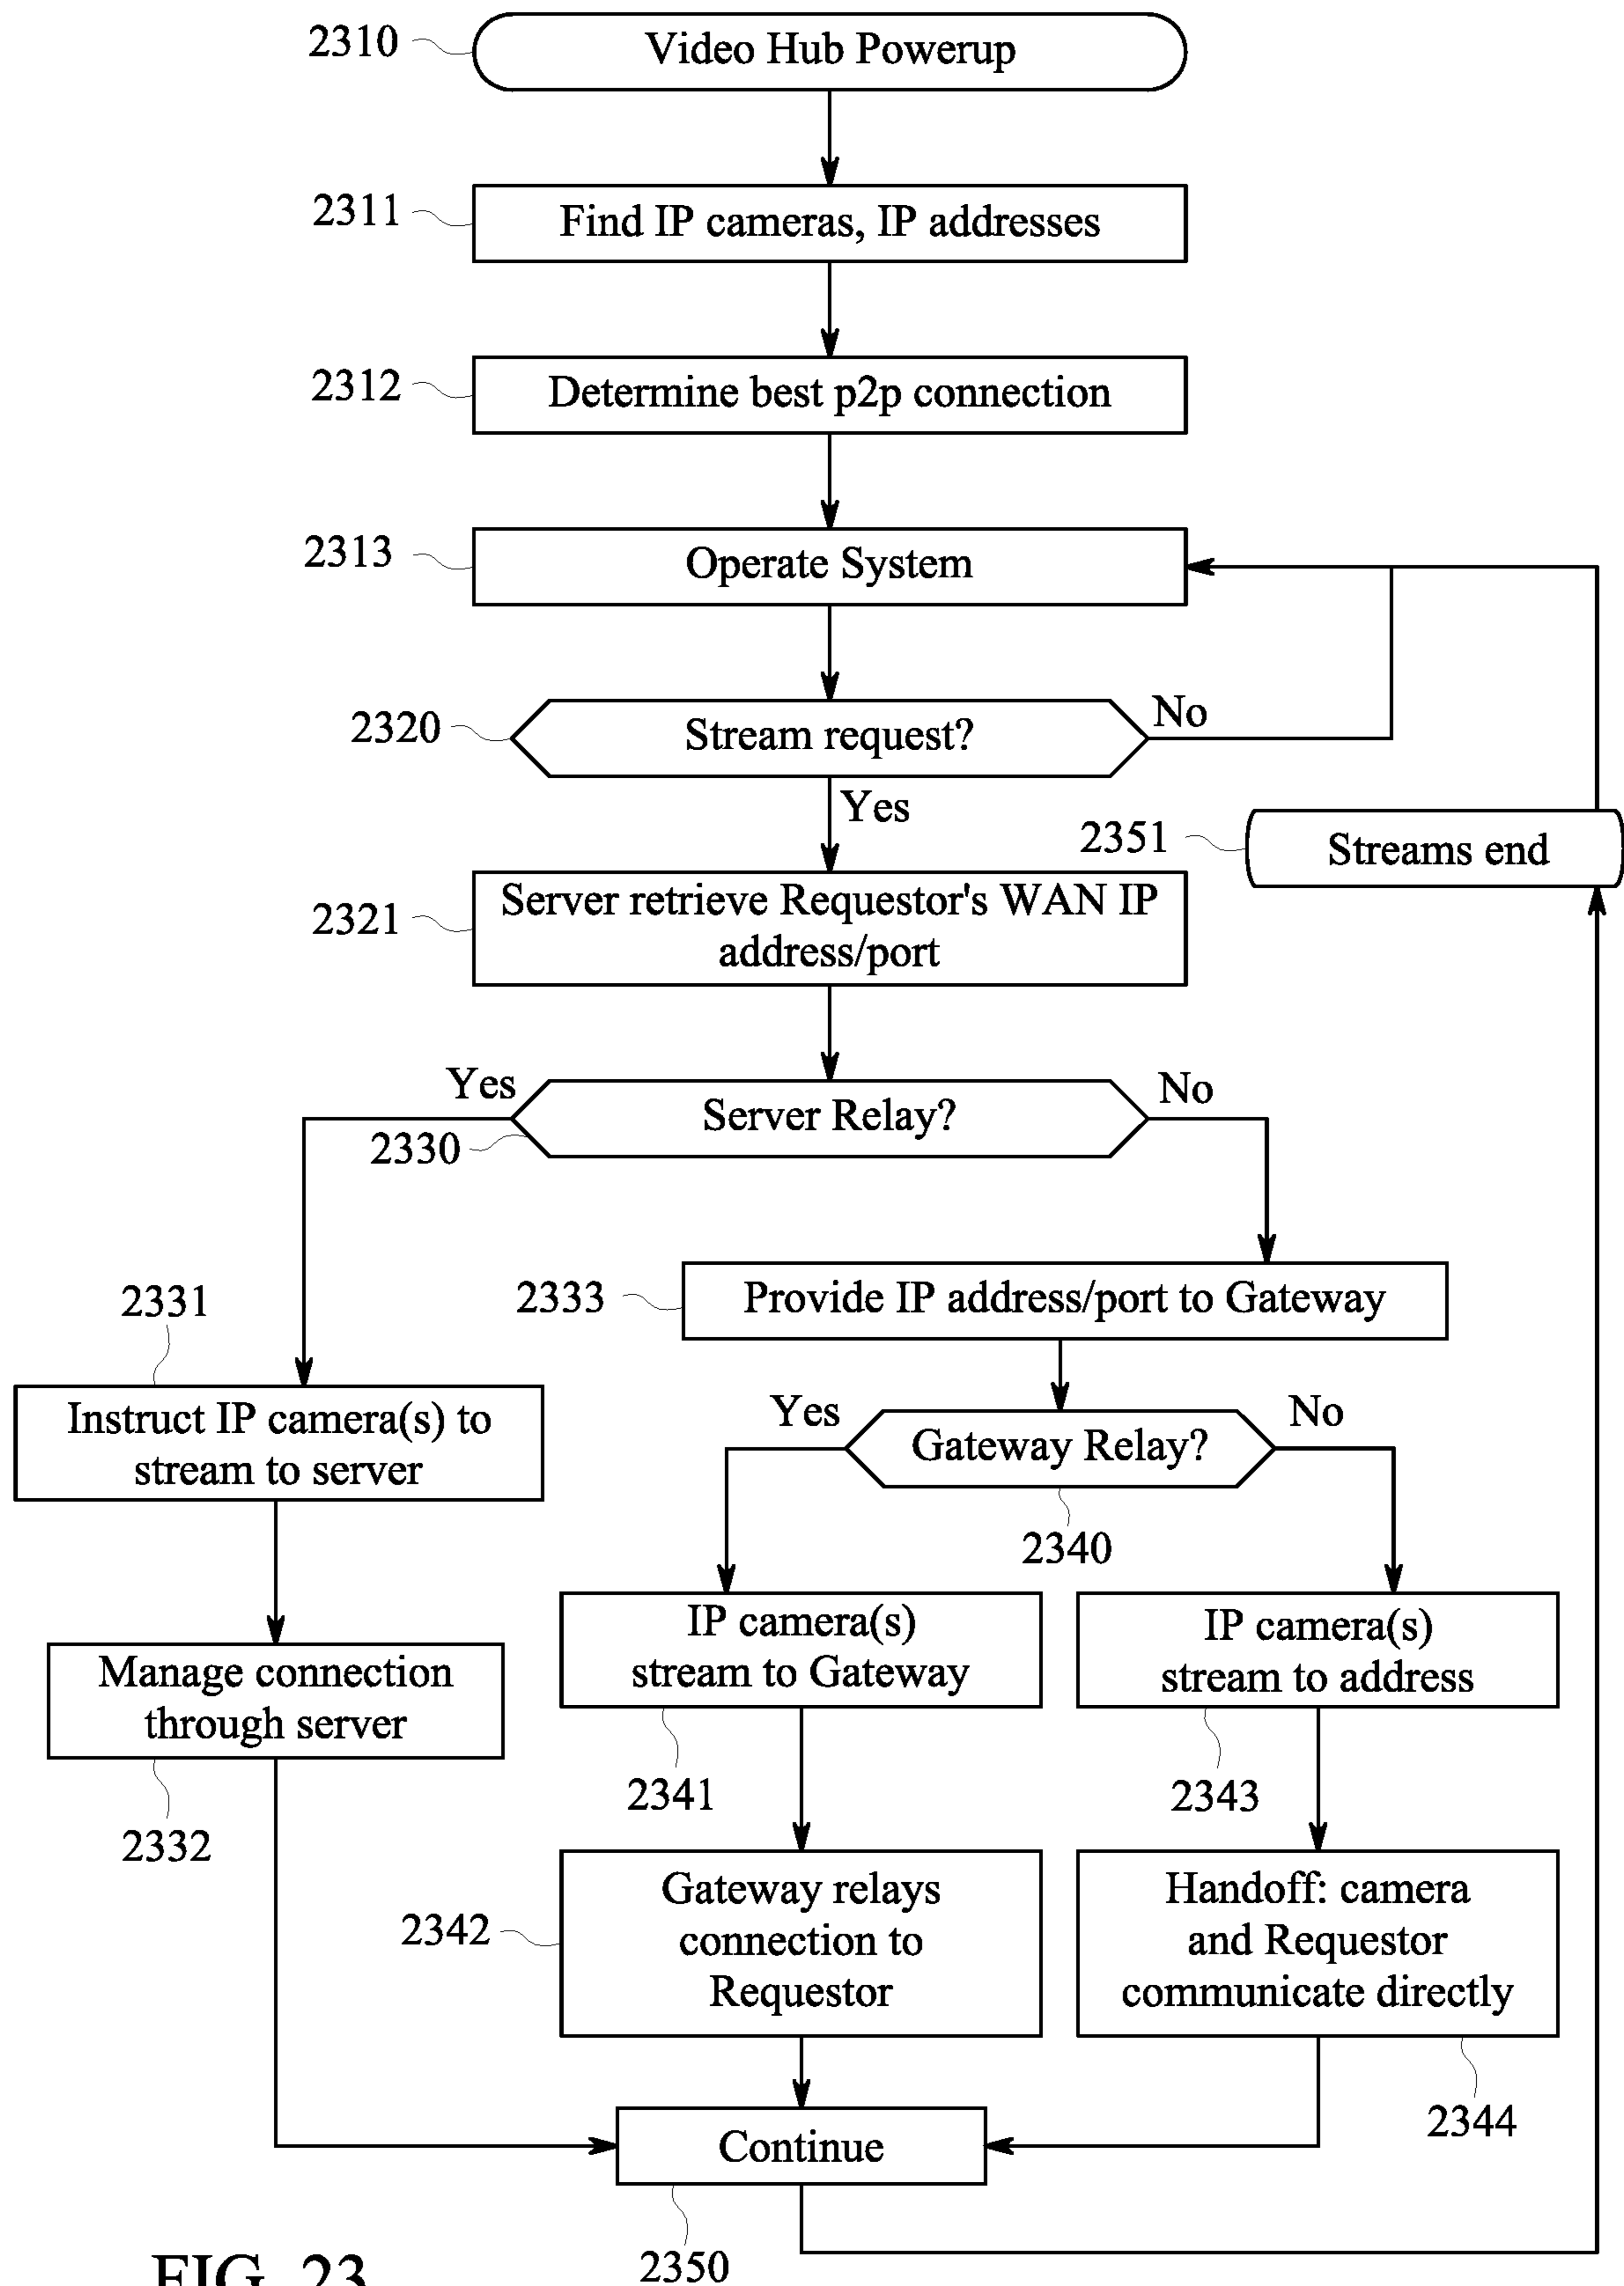 2310
Video Hub Powerup
2311
Find IP cameras, IP addresses
2312
Determine best p2p connection
2313
Operate System
2320
Stream request?
No
Yes
2351
Streams end
2321
Server retrieve Requestor's WAN IP
address/port
Yes
Server Relay?
No
2330
2331
2333
Provide IP address/port to Gateway
Instruct IP camera(s) to
stream to server
Yes
Gateway Relay?
No
2340
Manage connection
through server
2332
IP camera(s)
stream to Gateway
2341
IP camera(s)
stream to address
2343
2342
Gateway relays
connection to
Requestor
Handoff: camera
and Requestor
communicate directly
2344
Continue
2350
FIG. 23